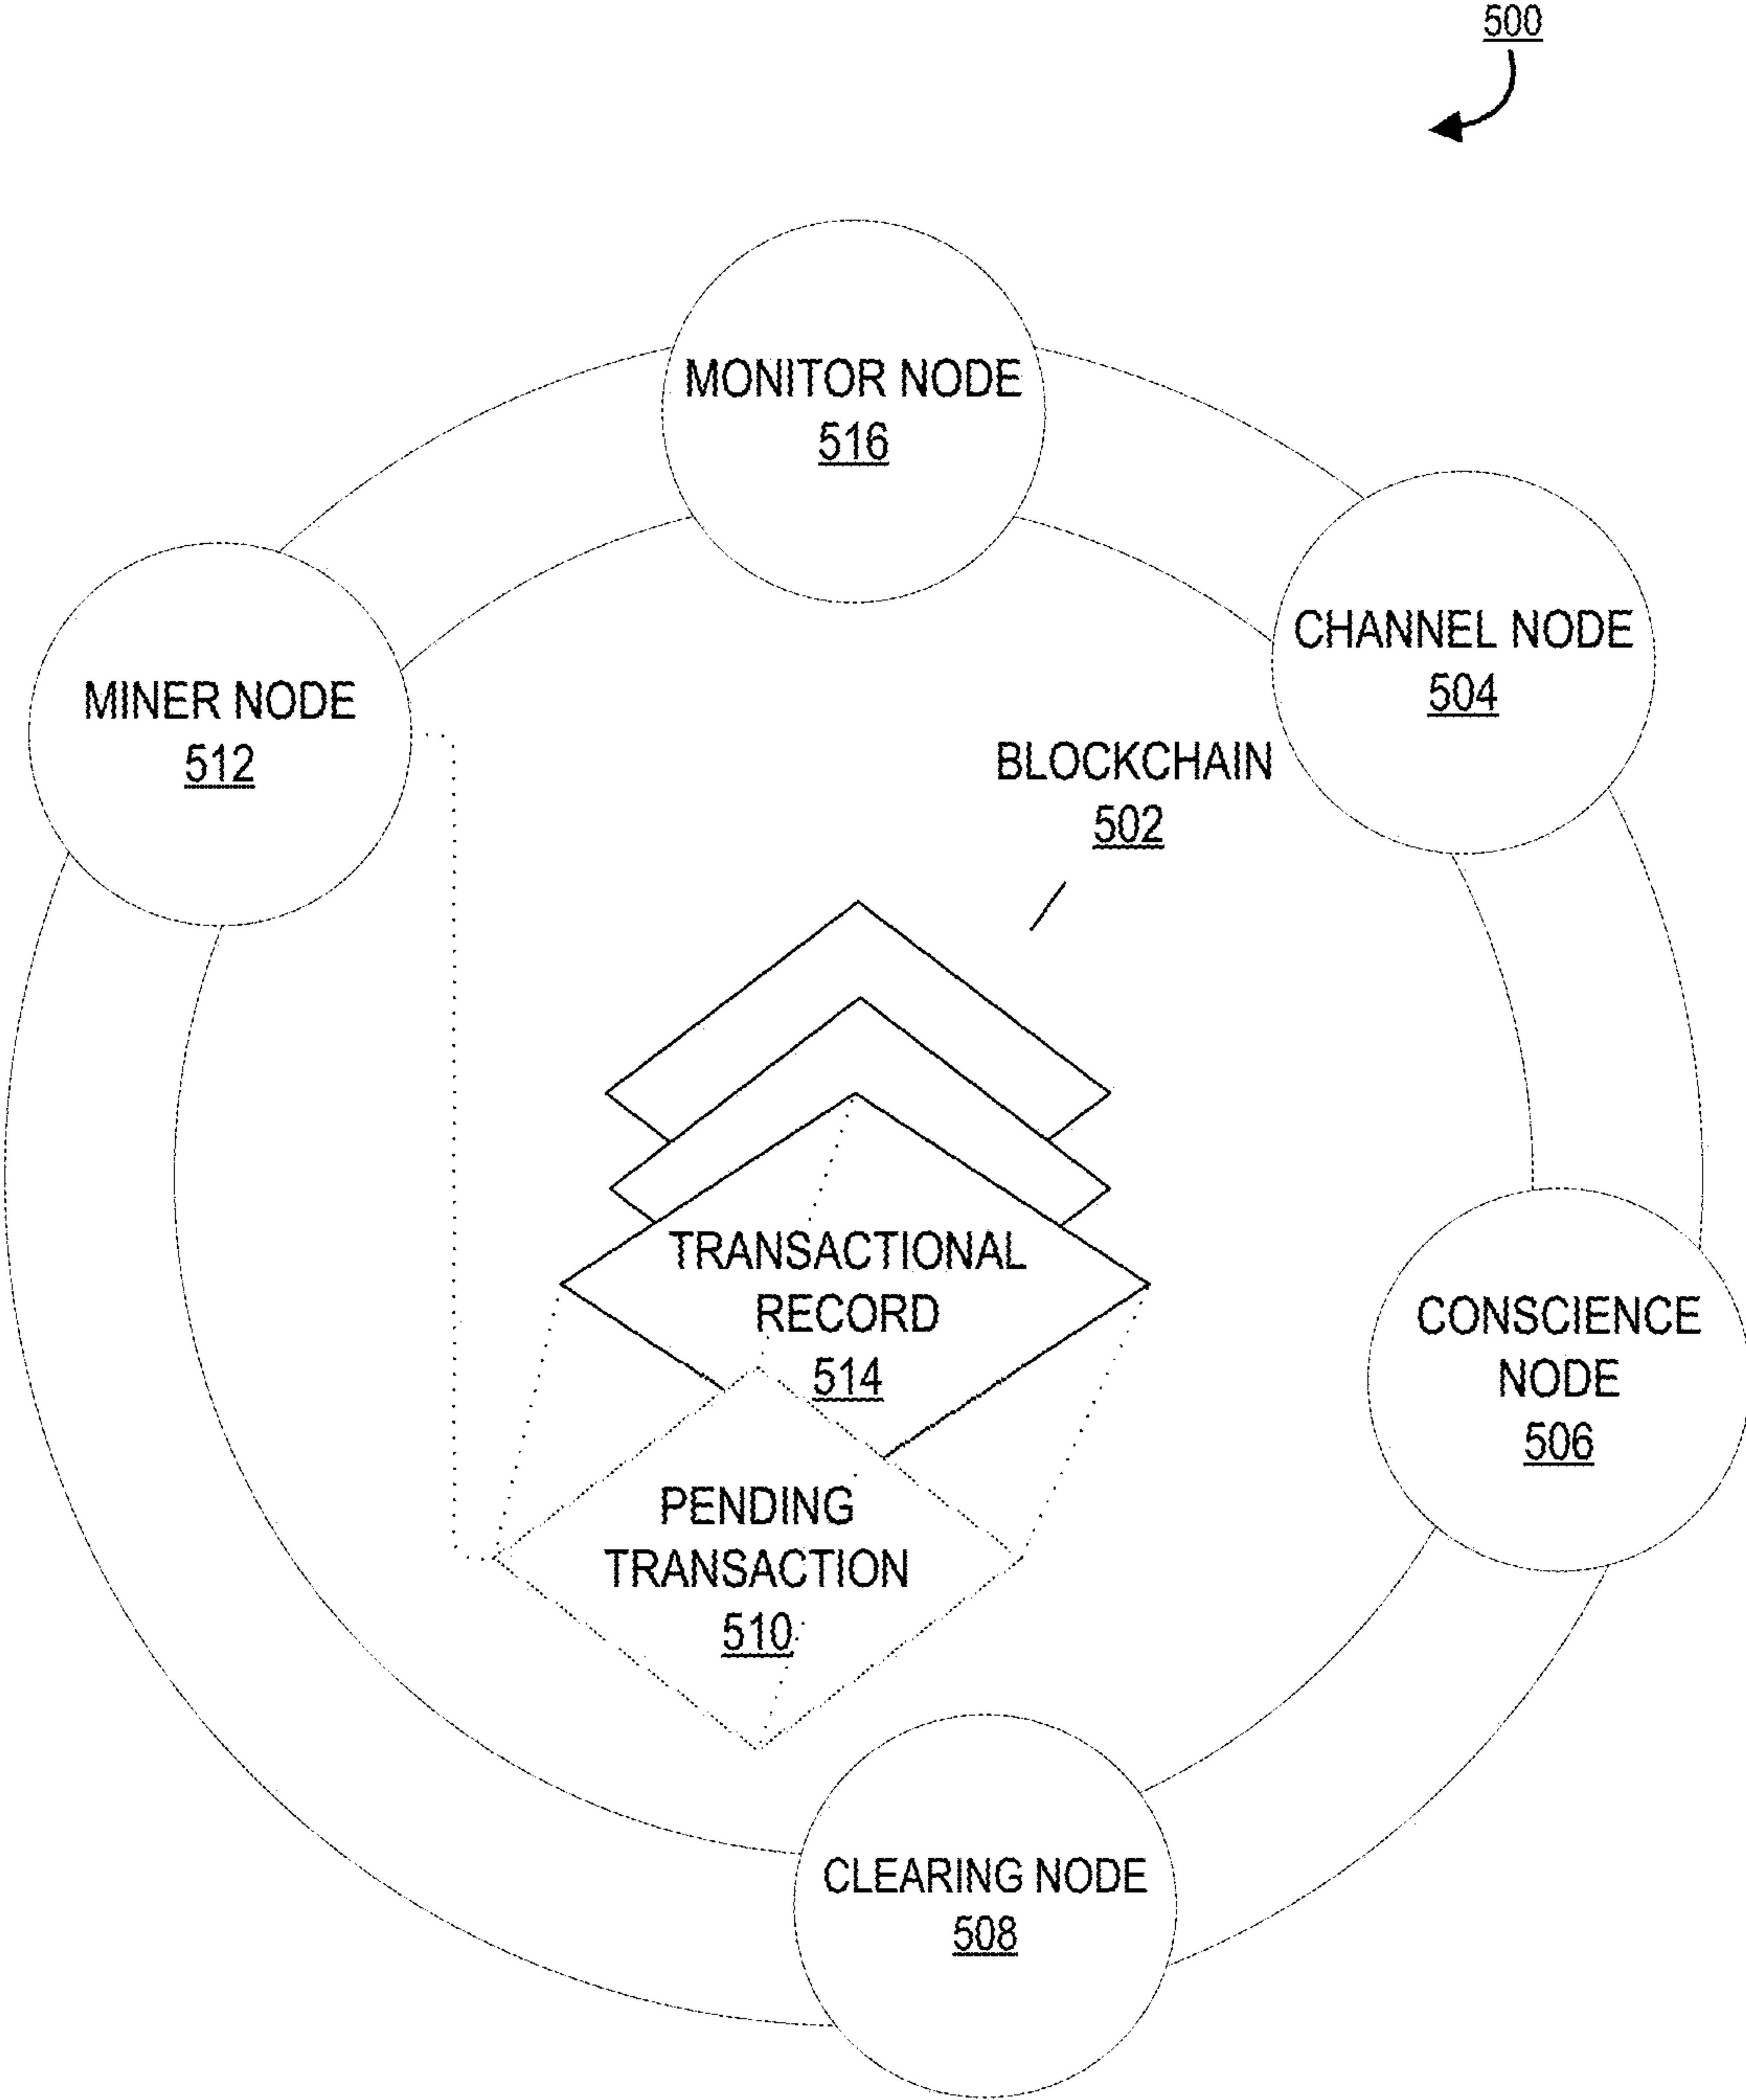 500
MONITOR NODE
516
CHANNEL NODE
504
MINER NODE
512
BLOCKCHAIN
502
TRANSACTIONAL
RECORD
514
CONSCIENCE
NODE
506
PENDING
TRANSACTION
510
CLEARING NODE
508